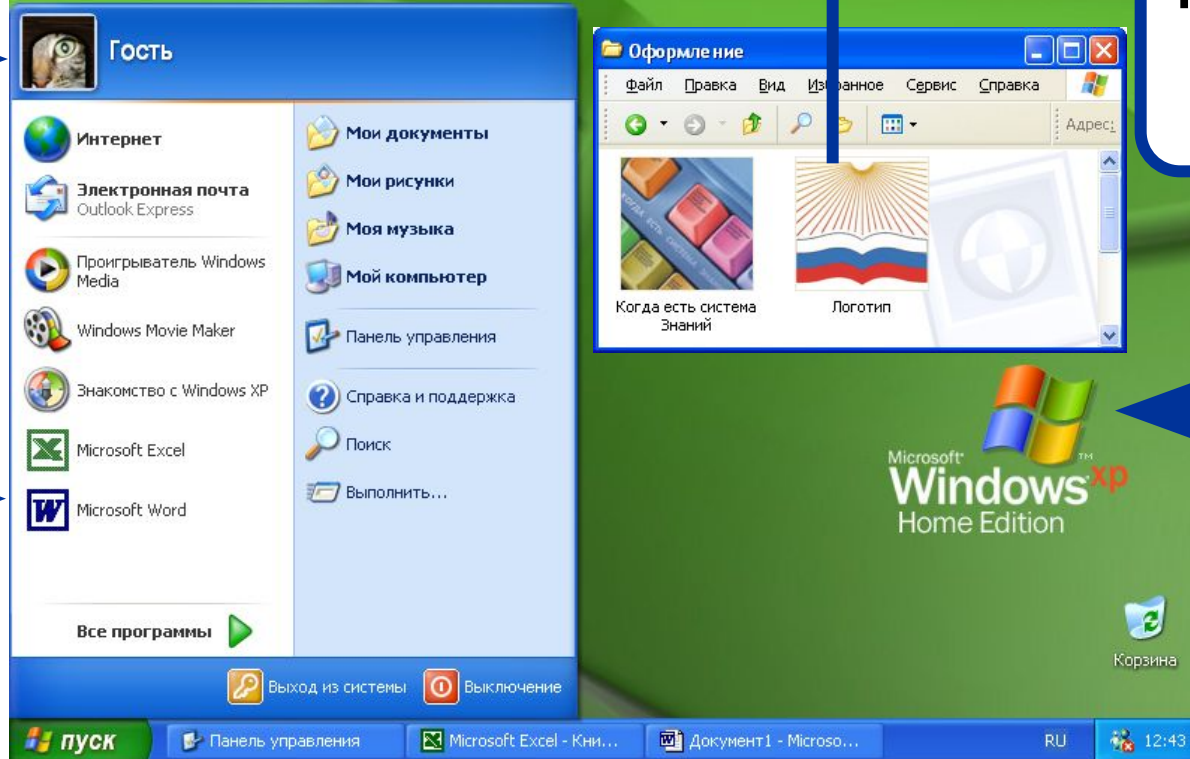 Гость
Интернет
Электронная почта
Outlook Express
Проигрыватель Windows
Media
Windows Movie Maker
Знакомство с Windows XP
Microsoft Excel
Microsoft Word
Все программы
Мои документы
Мои рисунки
Моя музыка
Мой компьютер
Панель управления
Справка и поддержка
Поиск
Выполнить...
Выход из системы
Выключение
Оформление
Файл Правка Вид Избранное Сервис Справка
Адрес:
Когда есть система
Знаний
Логотип
Microsoft
Windows xp
TM
Home Edition
Корзина
пуск
Панель управления
Microsoft Excel - Кни...
Документ1 - Microso...
RU
12:43